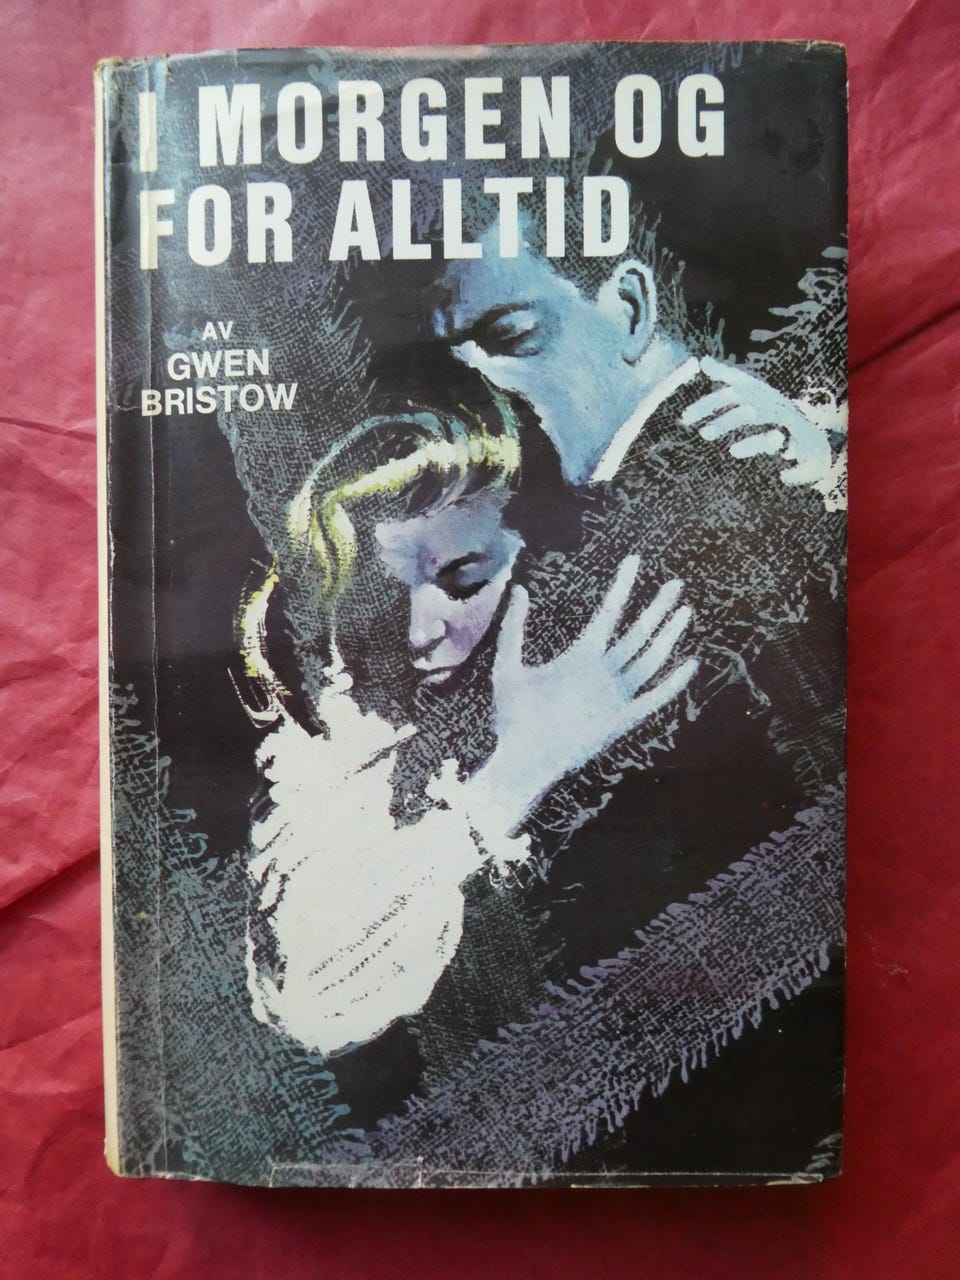 I MORGEN OG
FOR ALLTID
AV
GWEN
BRISTOW